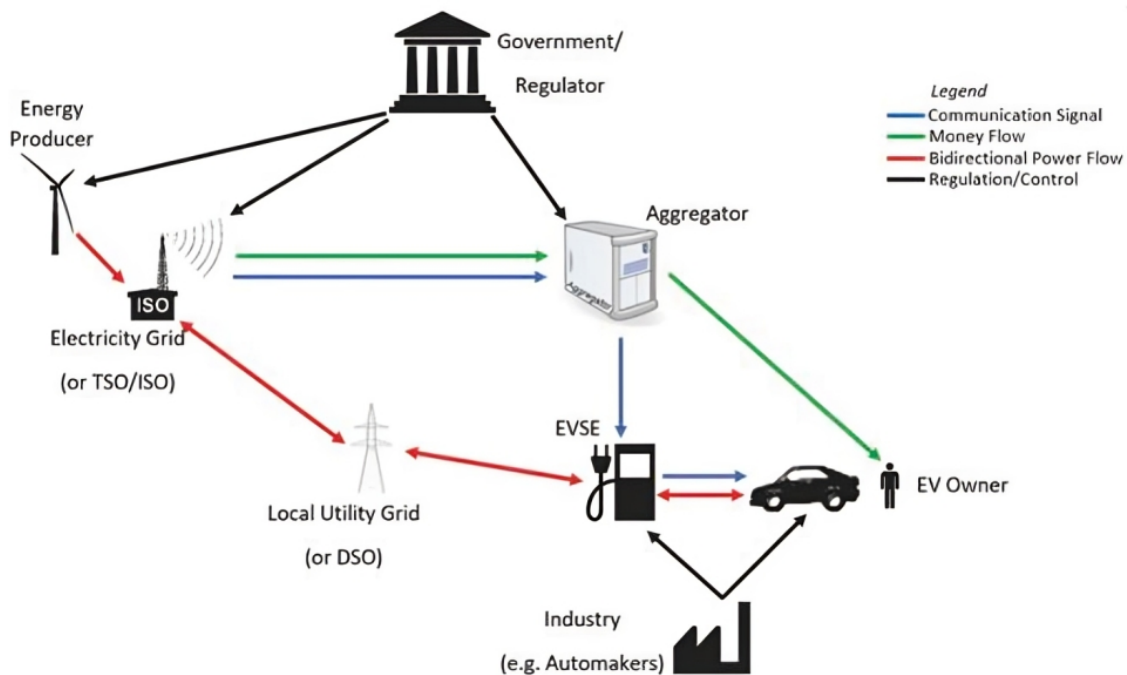 Government/
Regulator
Legend
Communication Signal
Money Flow
Bidirectional Power Flow
Regulation/Control
Energy
Producer
Aggregator
Aggregator
ISO
Electricity Grid
(or TSO/ISO)
EVSE
EV Owner
Local Utility Grid
(or DSO)
Industry
(e.g. Automakers)